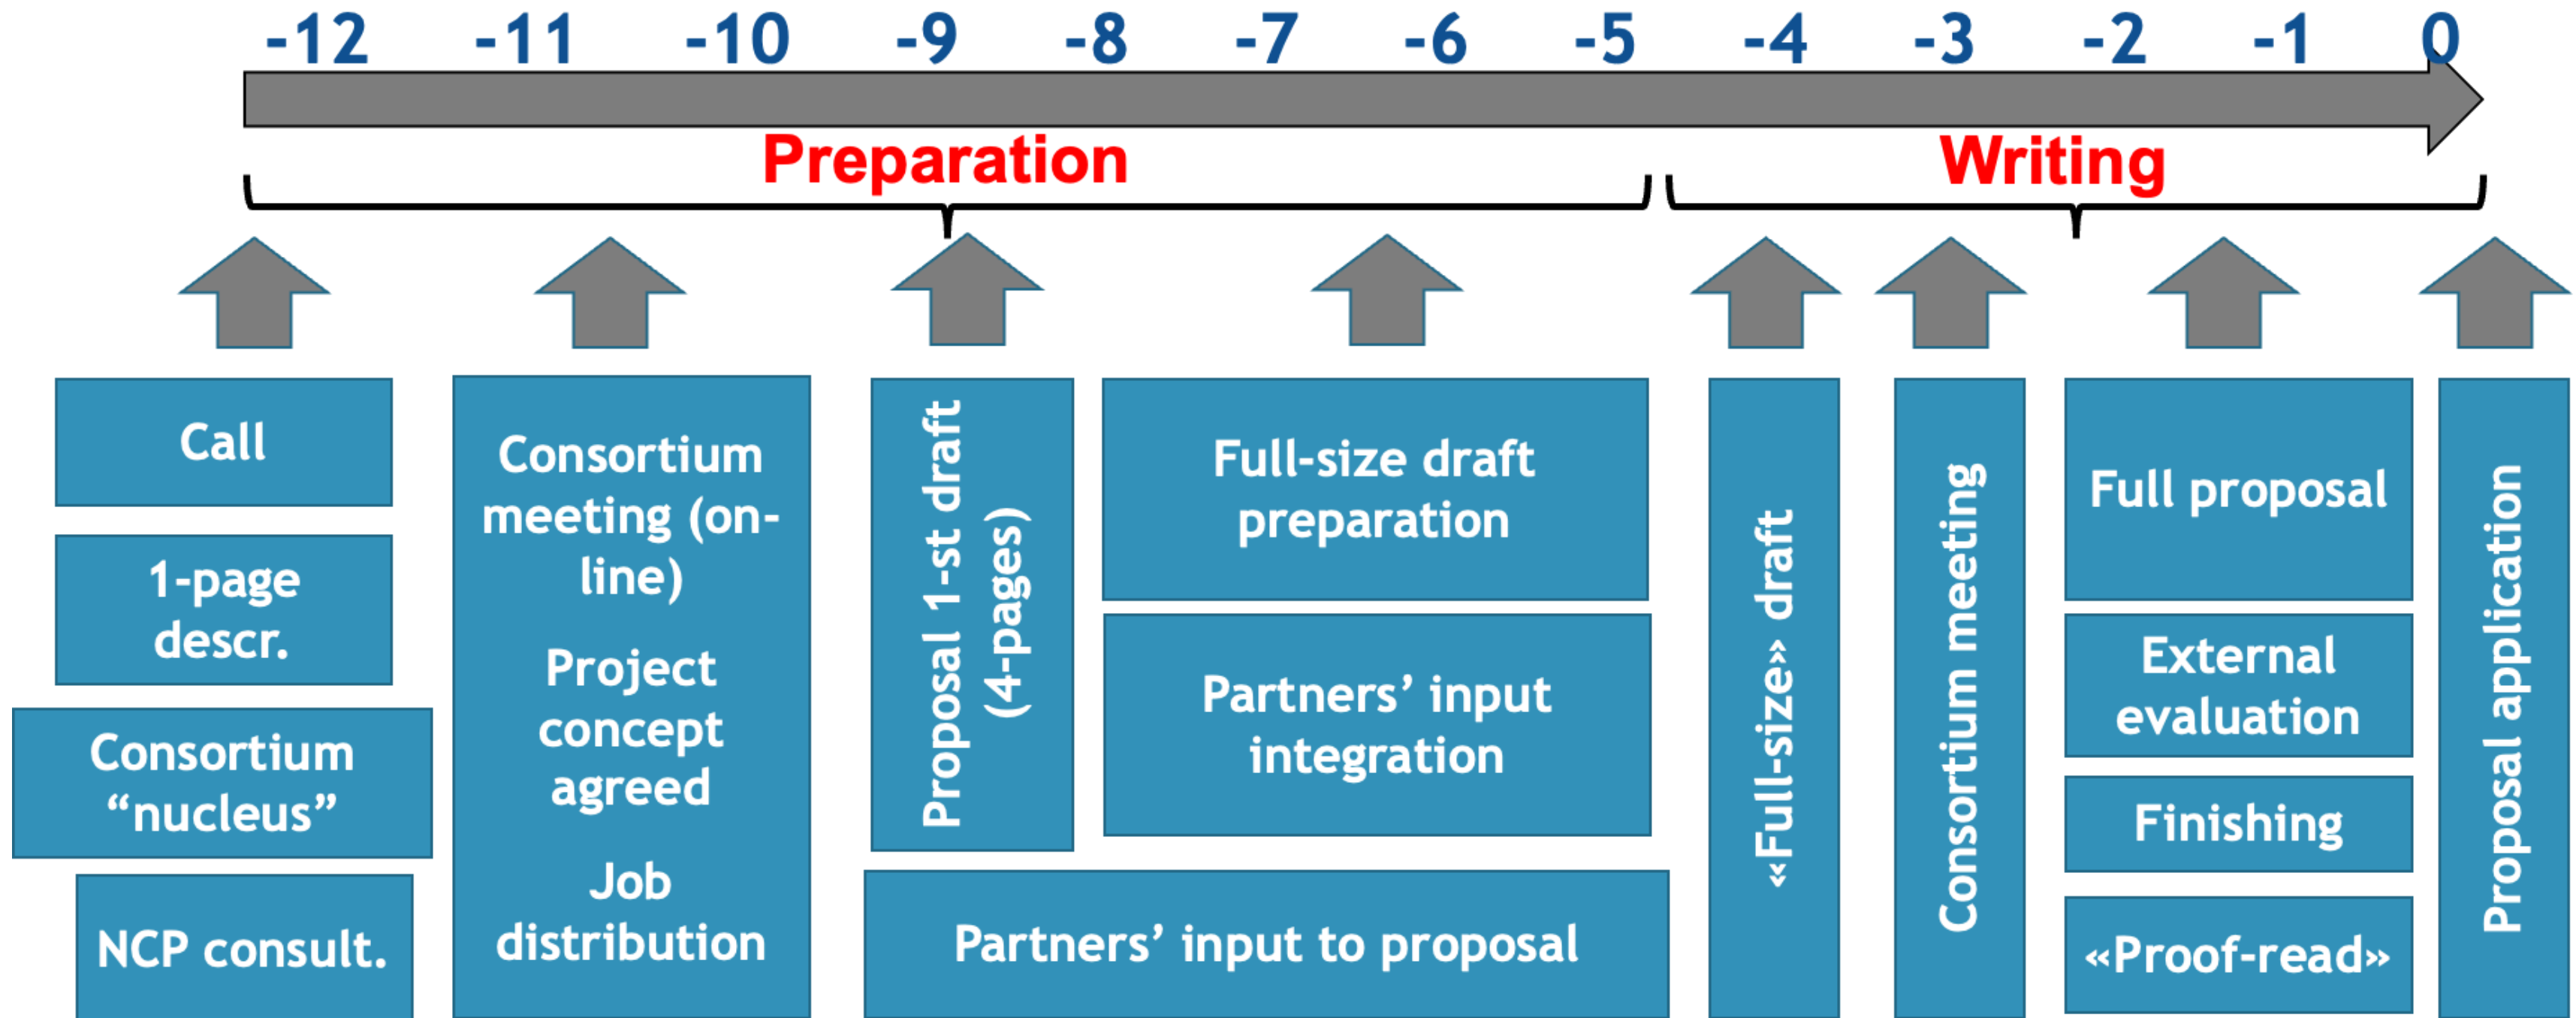 -12 -11 -10 -9 -8 -7 -6 -5 -4 -3 -2 -1 0
Preparation
Writing
Call
1-page
descr.
Consortium
“nucleus”
NCP consult.
Consortium
meeting (on-
line)
Project
concept
agreed
Job
distribution
Proposal 1-st draft
(4-pages)
Full-size draft
preparation
Partners’ input
integration
Partners’ input to proposal
«Full-size» draft
Consortium meeting
Full proposal
External
evaluation
Finishing
«Proof-read»
Proposal application